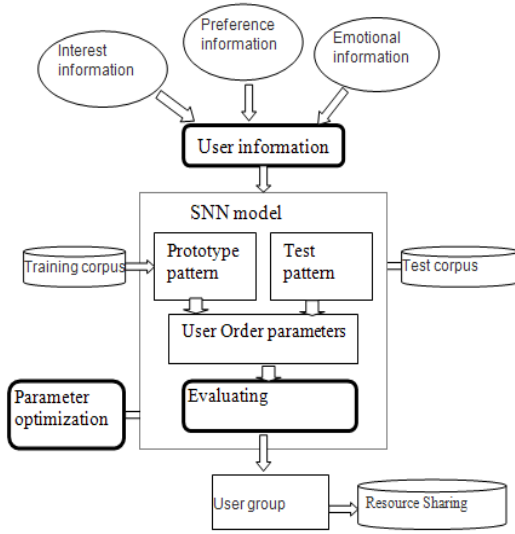 Preference
information
Interest
information
Emotional
information
User information
SNN model
Prototype
pattern
Test
pattern
Training corpus
Test corpus
User Order parameters
Parameter
optimization
Evaluating
User group
Resource Sharing